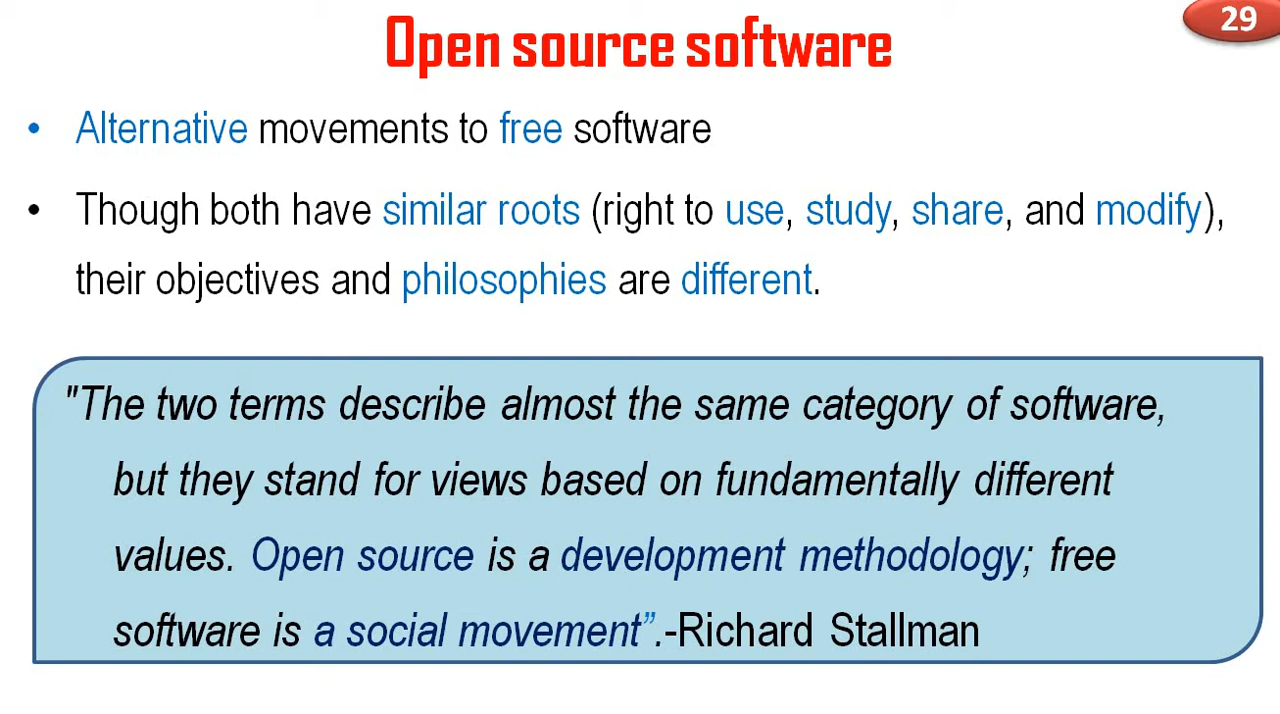 29
Open source software
• Alternative movements to free software
• Though both have similar roots (right to use, study, share, and modify),
their objectives and philosophies are different.
"The two terms describe almost the same category of software,
but they stand for views based on fundamentally different
values. Open source is a development methodology; free
software is a social movement”.-Richard Stallman